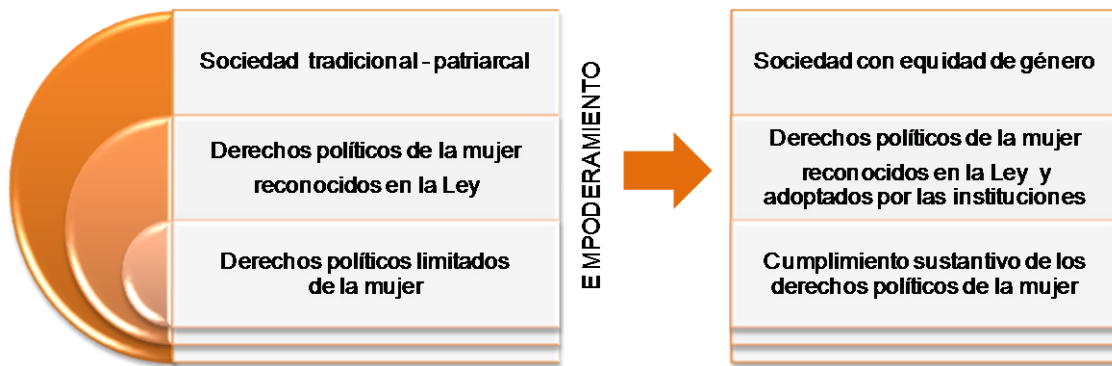 Sociedad tradicional - patriarcal
Derechos políticos de la mujer
reconocidos en la Ley
Derechos políticos limitados
de la mujer
EMPODERAMIENTO
Sociedad con equidad de género
Derechos políticos de la mujer
reconocidos en la Ley y
adoptados por las instituciones
Cumplimiento sustantivo de los
derechos políticos de la mujer